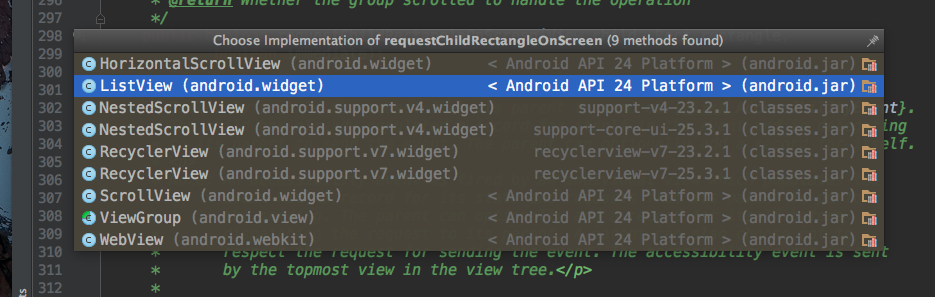 296 * @return Whether the group scrolled to handle the operation
297 */
298
Choose Implementation of requestChildRectangleOnScreen (9 methods found)
299 HorizontalScrollView (android.widget) < Android API 24 Platform > (android.jar)
300
301 ListView (android.widget) < Android API 24 Platform > (android.jar)
302 NestedScrollView (android.support.v4.widget) support-v4-23.2.1 (classes.jar) nt}.
303 NestedScrollView (android.support.v4.widget) support-core-ui-25.3.1 (classes.jar) ing
304 RecyclerView (android.support.v7.widget) recyclerview-v7-23.2.1 (classes.jar) elf.
305
306 RecyclerView (android.support.v7.widget) recyclerview-v7-25.3.1 (classes.jar)
307 ScrollView (android.widget) < Android API 24 Platform > (android.jar)
308 ViewGroup (android.view) < Android API 24 Platform > (android.jar)
309 WebView (android.webkit) < Android API 24 Platform > (android.jar)
310 * respect the request for sending the event. The accessibility event is sent
311 * by the topmost view in the view tree.</p>
312 *